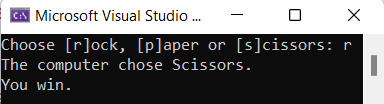 Microsoft Visual Studio ...
Choose [r]ock, [p]aper or [s]cissors: r
The computer chose Scissors.
You win.